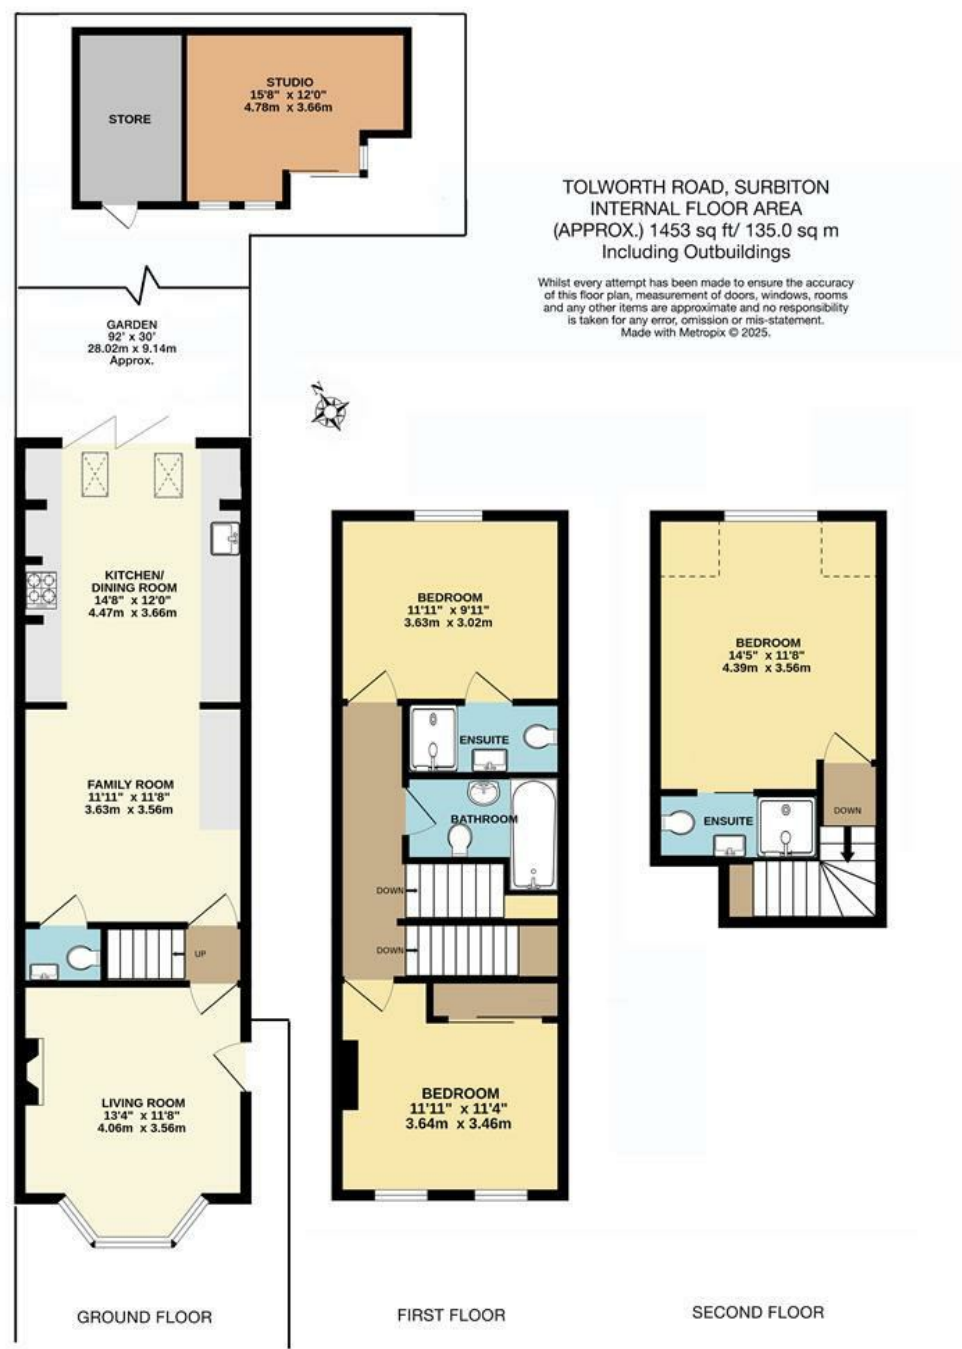 STORE
STUDIO
15'8" x 12'0"
4.78m x 3.66m
TOLWORTH ROAD, SURBITON
INTERNAL FLOOR AREA
(APPROX.) 1453 sq ft/ 135.0 sq m
Including Outbuildings
Whilst every attempt has been made to ensure the accuracy
of this floor plan, measurement of doors, windows, rooms
and any other items are approximate and no responsibility
is taken for any error, omission or mis-statement.
Made with Metropix © 2025.
GARDEN
92' x 30'
28.02m x 9.14m
Approx.
N
KITCHEN/
DINING ROOM
14'8" x 12'0"
4.47m x 3.66m
FAMILY ROOM
11'11" x 11'8"
3.63m x 3.56m
UP
LIVING ROOM
13'4" x 11'8"
4.06m x 3.56m
GROUND FLOOR
BEDROOM
11'11" x 9'11"
3.63m x 3.02m
ENSUITE
BATHROOM
DOWN
DOWN
BEDROOM
11'11" x 11'4"
3.64m x 3.46m
FIRST FLOOR
BEDROOM
14'5" x 11'8"
4.39m x 3.56m
ENSUITE
DOWN
SECOND FLOOR